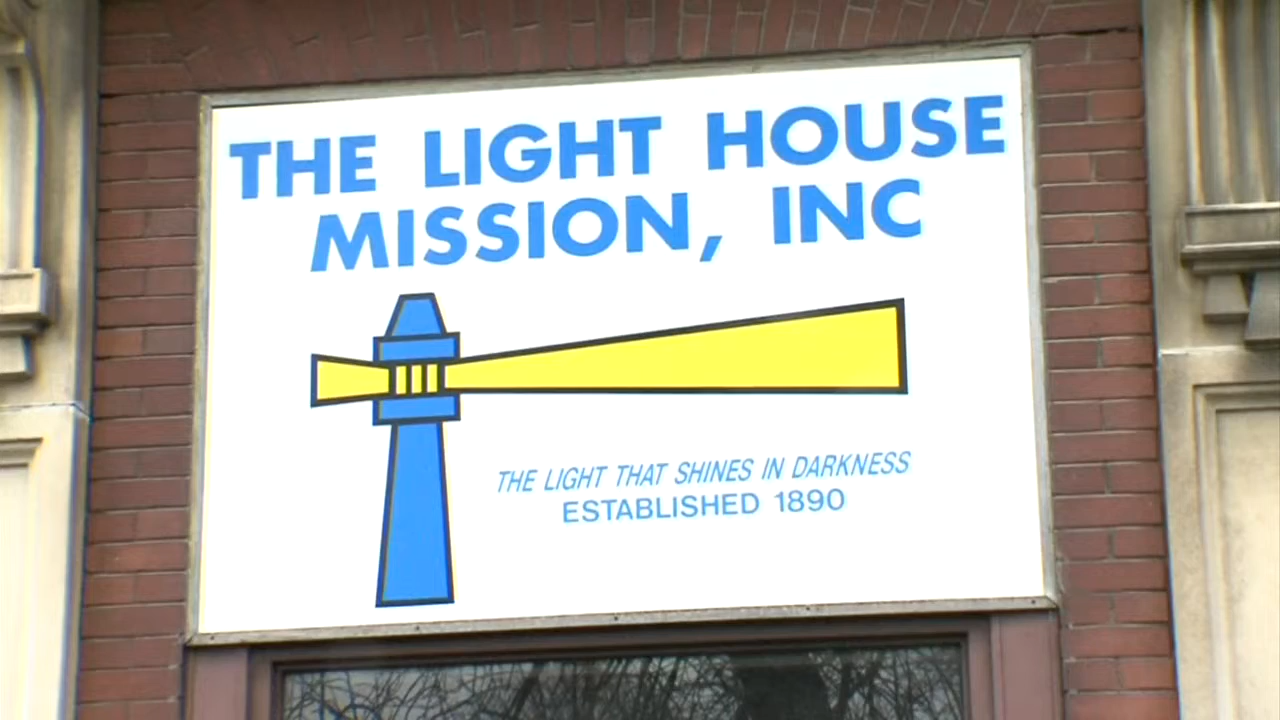 THE LIGHT HOUSE
MISSION, INC
THE LIGHT THAT SHINES IN DARKNESS
ESTABLISHED 1890